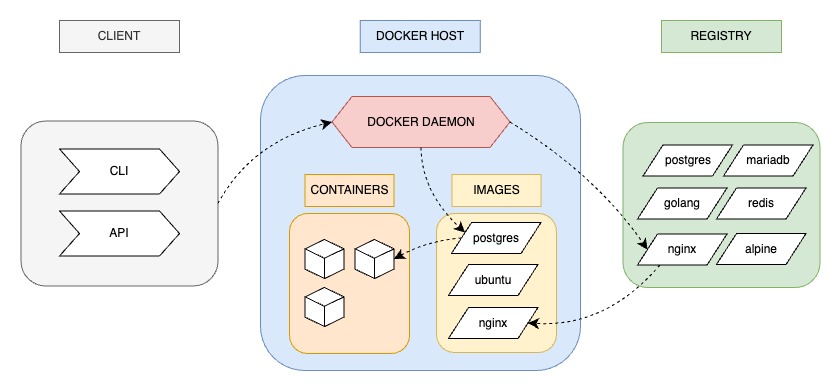 CLIENT
DOCKER HOST
REGISTRY
CLI
API
DOCKER DAEMON
CONTAINERS
IMAGES
postgres
ubuntu
nginx
postgres
mariadb
golang
redis
nginx
alpine